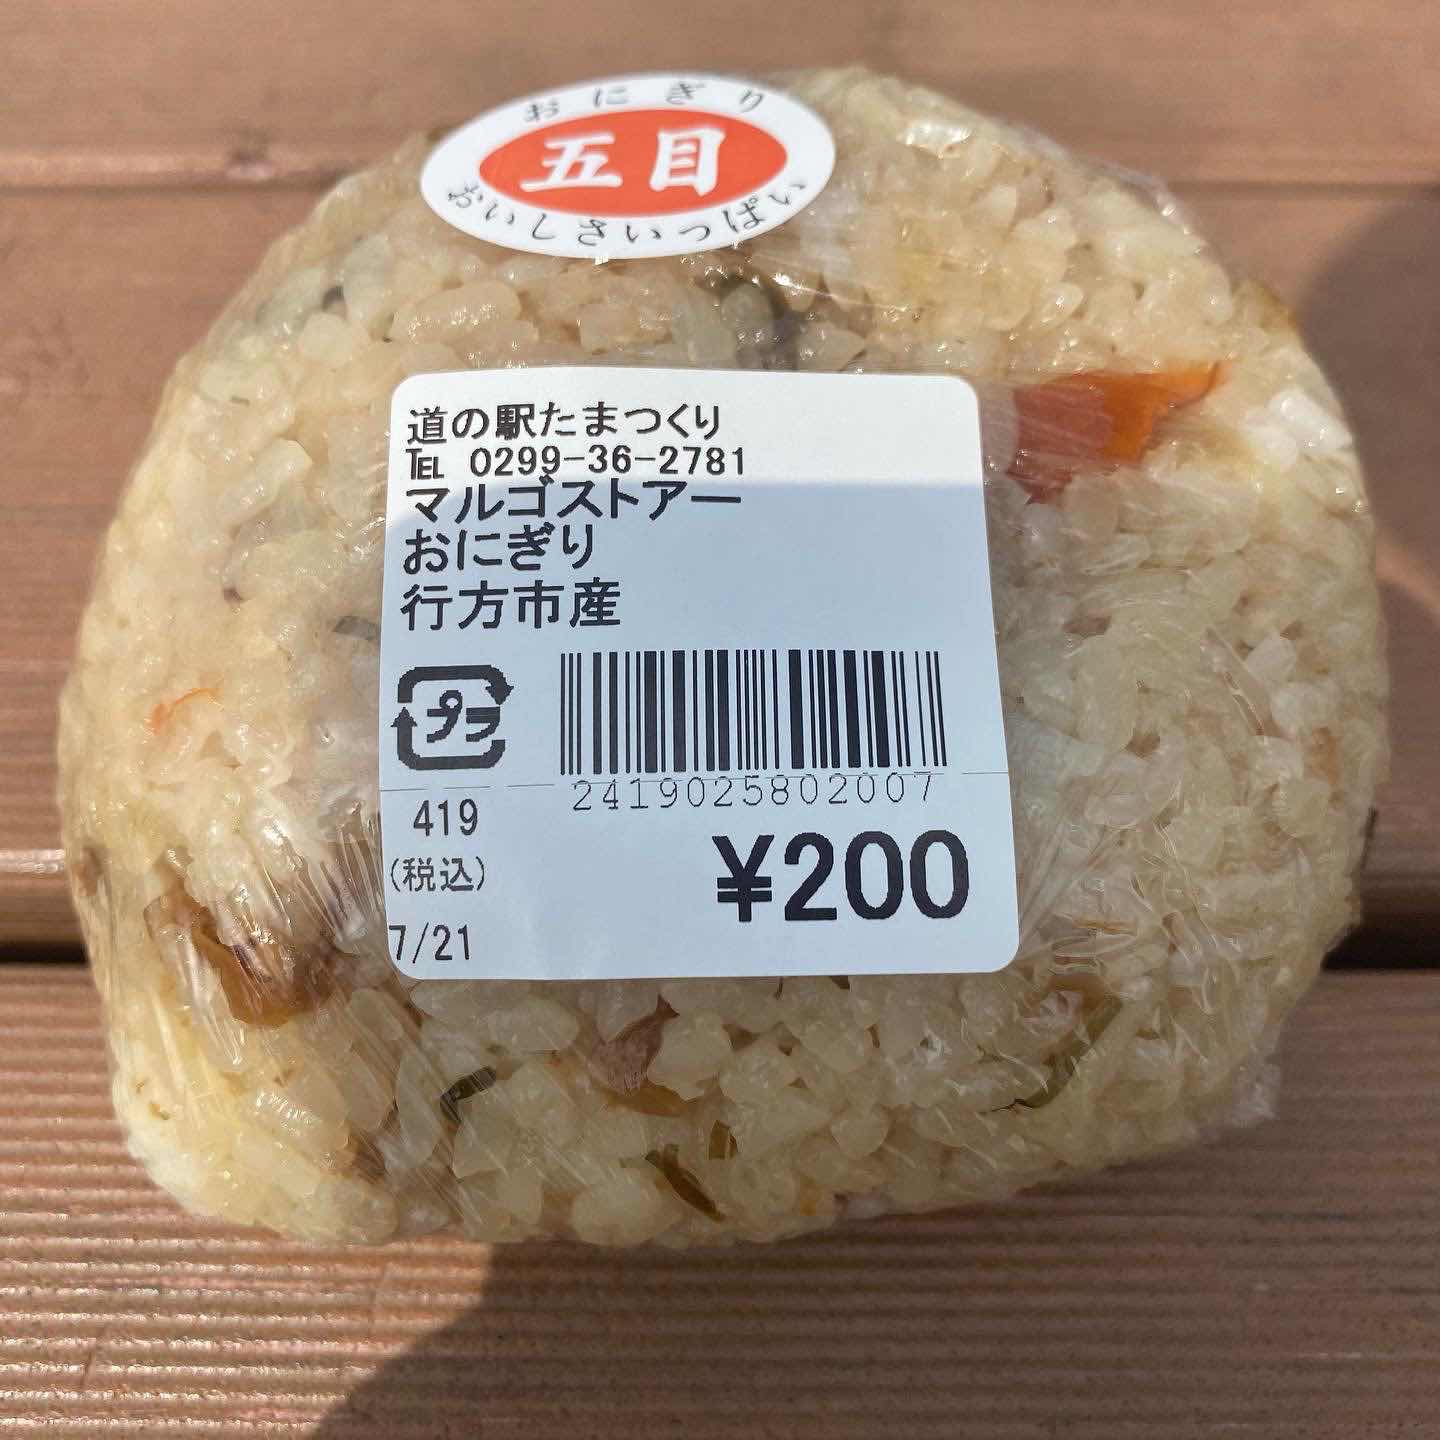 おにぎり
五目
おいしさいっぱい
道の駅たまつくり
TEL 0299-36-2781
マルゴストアー
おにぎり
行方市産
プラ
2419025802007
419
(税込)
¥200
7/21